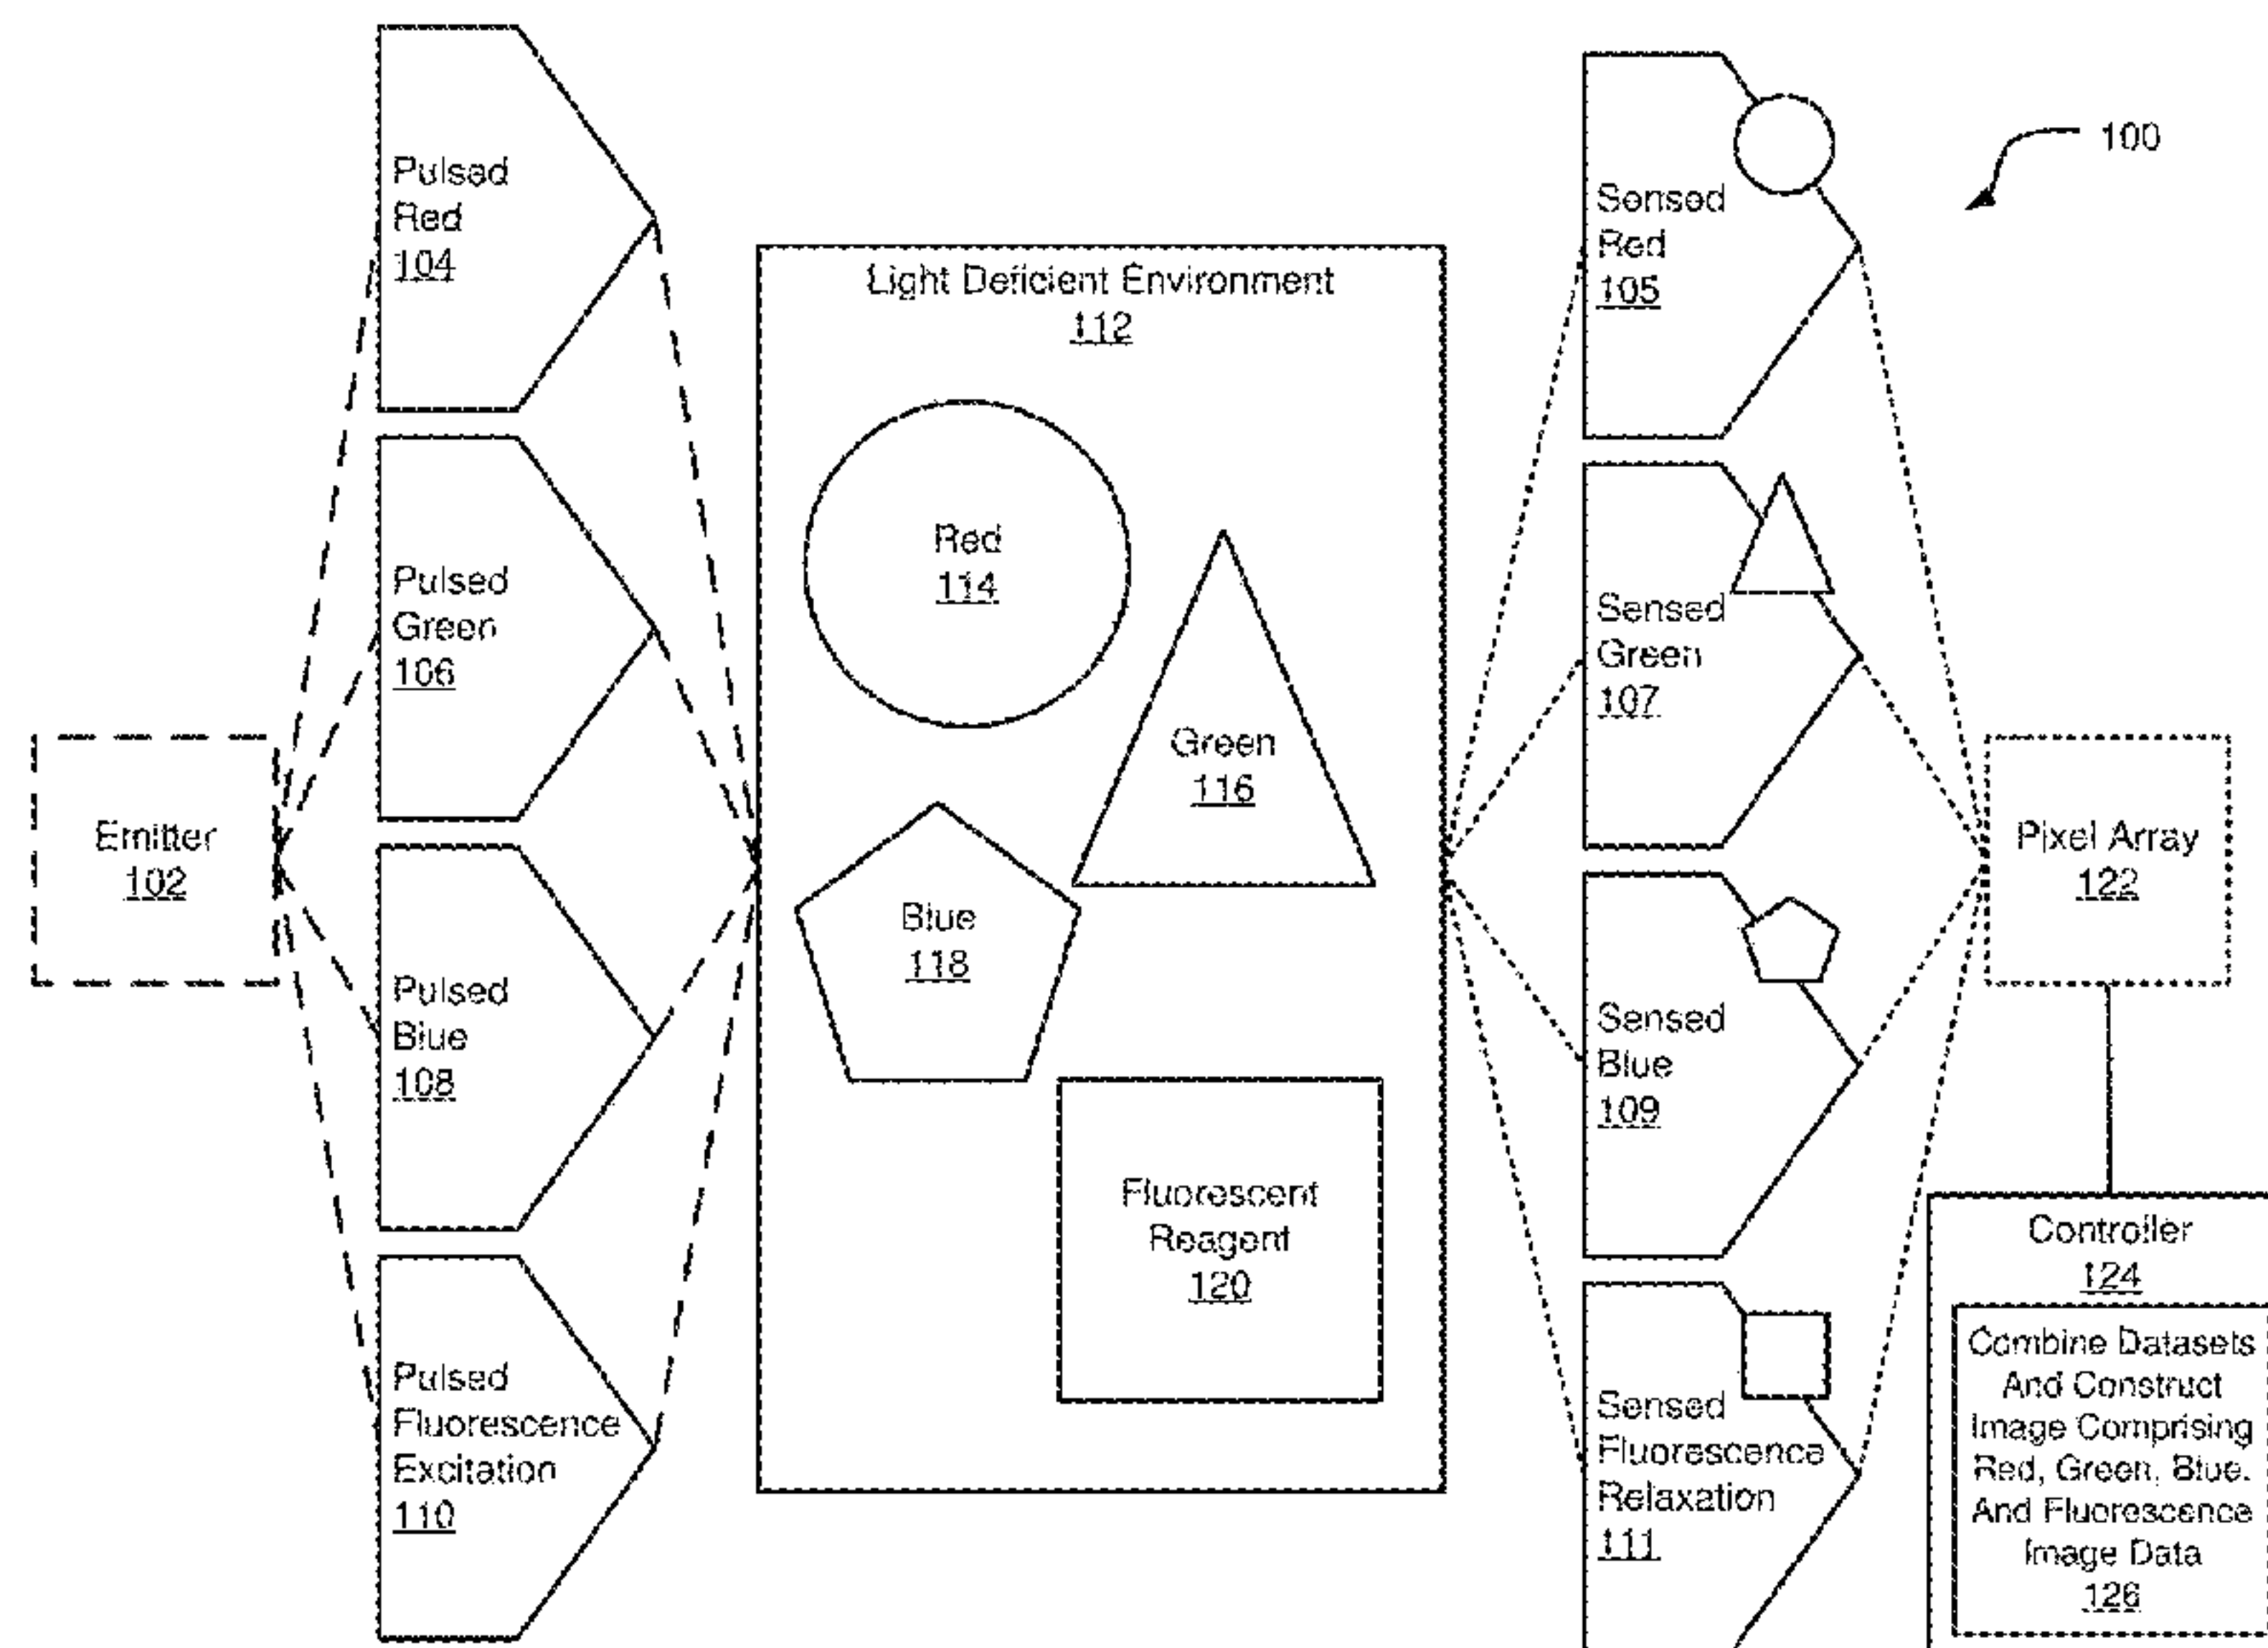 Pulsed
Red
104
Pulsed
Green
106
Emitter
102
Pulsed
Blue
108
Pulsed
Fluorescence
Excitation
110
Light Deficient Environment
112
Red
114
Green
116
Blue
118
Fluorescent
Reagent
120
Sensed
Red
105
Sensed
Green
107
Sensed
Blue
109
Sensed
Fluorescence
Relaxation
111
100
Pixel Array
122
Controller
124
Combine Datasets
And Construct
Image Comprising
Red, Green, Blue,
And Fluorescence
Image Data
126